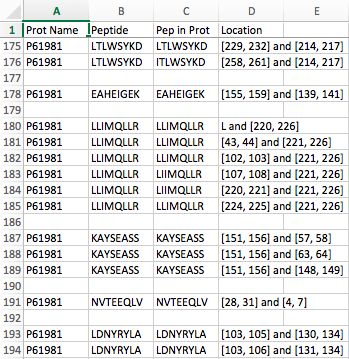 A B C D E
1 Prot Name Peptide Pep in Prot Location
175 P61981 LTLWSYKD LTLWSYKD [229, 232] and [214, 217]
176 P61981 LTLWSYKD ITLWSYKD [258, 261] and [214, 217]
177
178 P61981 EAHEIGEK EAHEIGEK [155, 159] and [139, 141]
179
180 P61981 LLIMQLLR LLIMQLLR L and [220, 226]
181 P61981 LLIMQLLR LLIMQLLR [43, 44] and [221, 226]
182 P61981 LLIMQLLR LLIMQLLR [102, 103] and [221, 226]
183 P61981 LLIMQLLR LIIMQLLR [107, 108] and [221, 226]
184 P61981 LLIMQLLR LIIMQLLR [220, 221] and [221, 226]
185 P61981 LLIMQLLR LLIMQLLR [224, 225] and [221, 226]
186
187 P61981 KAYSEASS KAYSEASS [151, 156] and [57, 58]
188 P61981 KAYSEASS KAYSEASS [151, 156] and [63, 64]
189 P61981 KAYSEASS KAYSEASS [151, 156] and [148, 149]
190
191 P61981 NVTEEQLV NVTEEQLV [28, 31] and [4, 7]
192
193 P61981 LDNYRYLA LDNYRYLA [103, 105] and [130, 134]
194 P61981 LDNYRYLA LDNYRYLA [103, 106] and [131, 134]